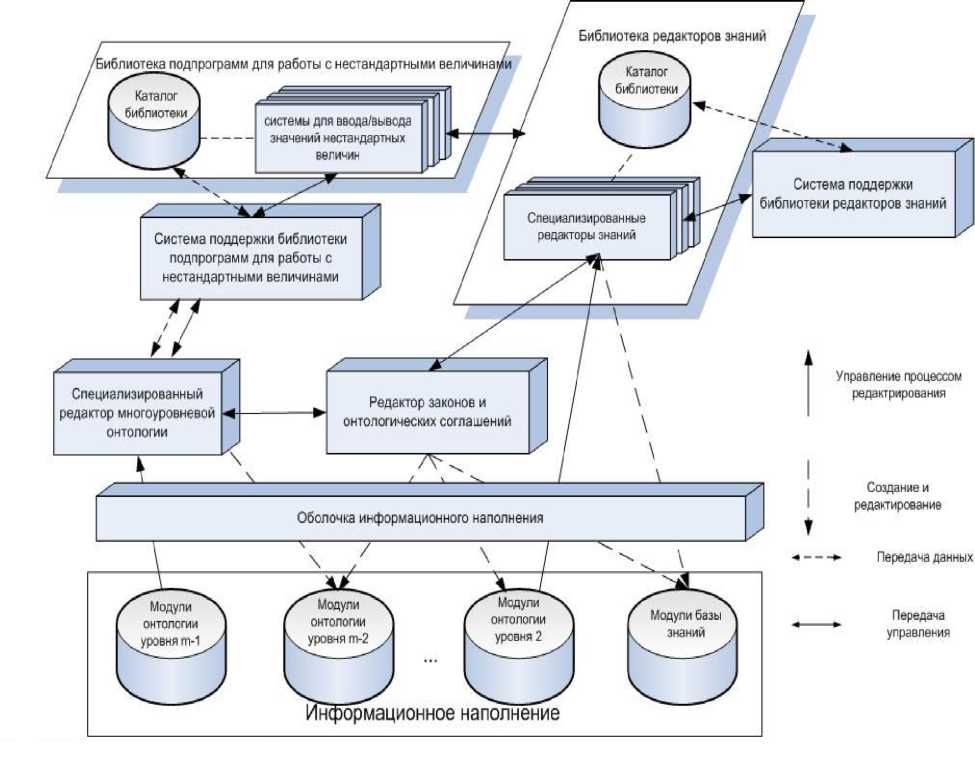 Библиотека редакторов знаний
Библиотека подпрограмм для работы с нестандартными величинами
Каталог
библиотеки
системы для ввода/вывода
значений нестандартных
величин
Каталог
библиотеки
Система поддержки
библиотеки редакторов знаний
Специализированные
редакторы знаний
Система поддержки библиотеки
подпрограмм для работы с
нестандартными величинами
Специализированный
редактор многоуровневой
онтологии
Редактор законов и
онтологических соглашений
Управление процессом
редактрирования
Создание и
редактирование
Оболочка информационного наполнения
Передача данных
Передача
управления
Модули
онтологии
уровня m-1
Модули
онтологии
уровня m-2
...
Модули
онтологии
уровня 2
Модули базы
знаний
Информационное наполнение